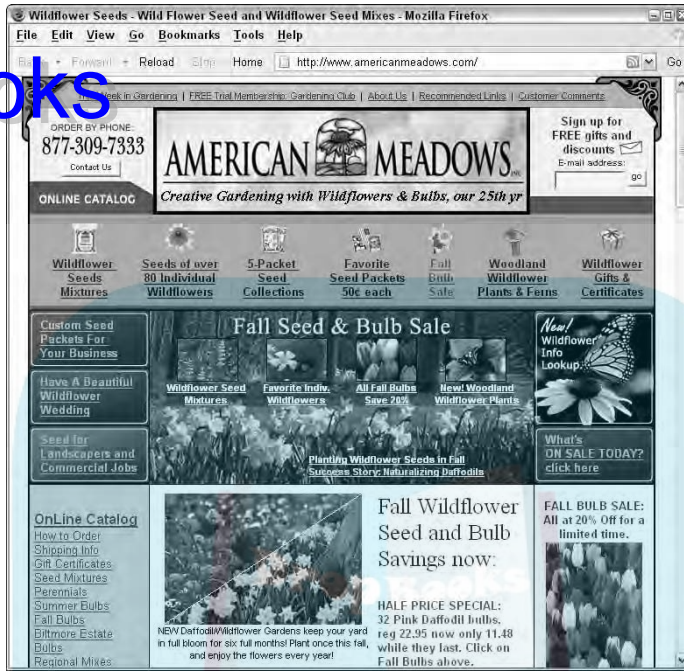 Wildflower Seeds - Wild Flower Seed and Wildflower Seed Mixes - Mozilla Firefox
File Edit View Go Bookmarks Tools Help
Forward Reload Stop Home http://www.americanmeadows.com/ Go
oks
eek in Gardening | FREE Trial Membership: Gardening Club | About Us | Recommended Links | Customer Comments
ORDER BY PHONE:
877-309-7333
Contact Us
ONLINE CATALOG
AMERICAN MEADOWS
Creative Gardening with Wildflowers & Bulbs, our 25th yr
Sign up for
FREE gifts and
discounts
E-mail address:
go
Wildflower
Seeds
Mixtures
Seeds of over
80 Individual
Wildflowers
5-Packet
Seed
Collections
Favorite
Seed Packets
50¢ each
Fall
Bulb
Sale
Woodland
Wildflower
Plants & Ferns
Wildflower
Gifts &
Certificates
Custom Seed
Packets For
Your Business
Have A Beautiful
Wildflower
Wedding
Seed for
Landscapers and
Commercial Jobs
Fall Seed & Bulb Sale
Wildflower Seed
Mixtures
Favorite Indiv.
Wildflowers
All Fall Bulbs
Save 20%
New! Woodland
Wildflower Plants
Planting Wildflower Seeds in Fall
Success Story: Naturalizing Daffodils
New!
Wildflower
Info
Lookup.
What's
ON SALE TODAY?
click here
OnLine Catalog
How to Order
Shipping Info
Gift Certificates
Seed Mixtures
Perennials
Summer Bulbs
Fall Bulbs
Biltmore Estate
Bulbs
Regional Mixes
NEW Daffodil/Wildflower Gardens keep your yard
in full bloom for six full months! Plant once this fall,
and enjoy the flowers every year!
Fall Wildflower
Seed and Bulb
Savings now:
HALF PRICE SPECIAL:
32 Pink Daffodil bulbs,
reg 22.95 now only 11.48
while they last. Click on
Fall Bulbs above.
FALL BULB SALE:
All at 20% Off for a
limited time.